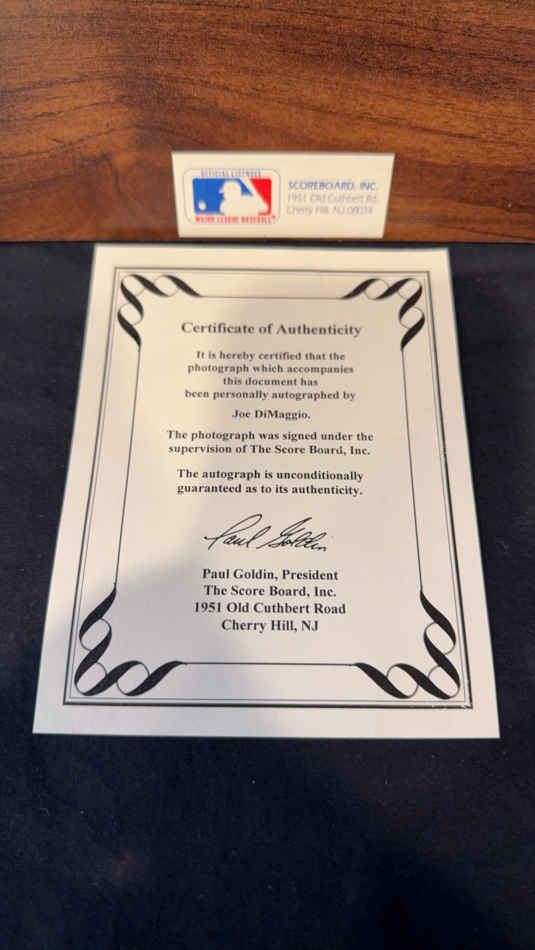 OFFICIAL LICENSEE
MAJOR LEAGUE BASEBALL
SCOREBOARD, INC.
1951 Old Cuthbert Rd.
Cherry Hill, NJ 08034
Certificate of Authenticity
It is hereby certified that the
photograph which accompanies
this document has
been personally autographed by
Joe DiMaggio.
The photograph was signed under the
supervision of The Score Board, Inc.
The autograph is unconditionally
guaranteed as to its authenticity.
Paul Goldin
Paul Goldin, President
The Score Board, Inc.
1951 Old Cuthbert Road
Cherry Hill, NJ